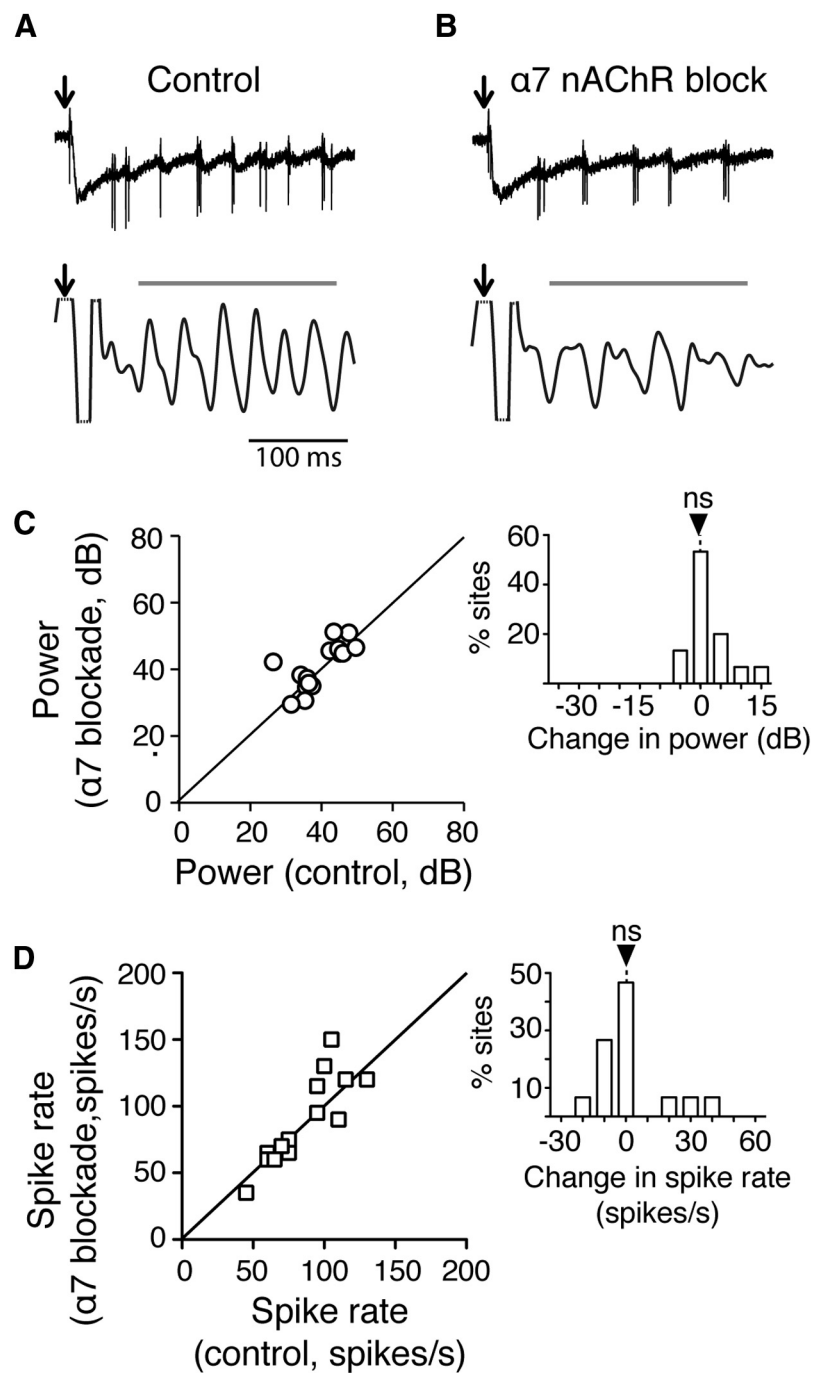 A
Control
B
α7 nAChR block
100 ms
C
Power
(α7 blockade, dB)
80
60
40
20
0
0 20 40 60 80
Power (control, dB)
ns
% sites
60
40
20
-30 -15 0 15
Change in power (dB)
D
Spike rate
(α7 blockade,spikes/s)
200
150
100
50
0
0 50 100 150 200
Spike rate
(control, spikes/s)
ns
% sites
50
30
10
-30 0 30 60
Change in spike rate
(spikes/s)